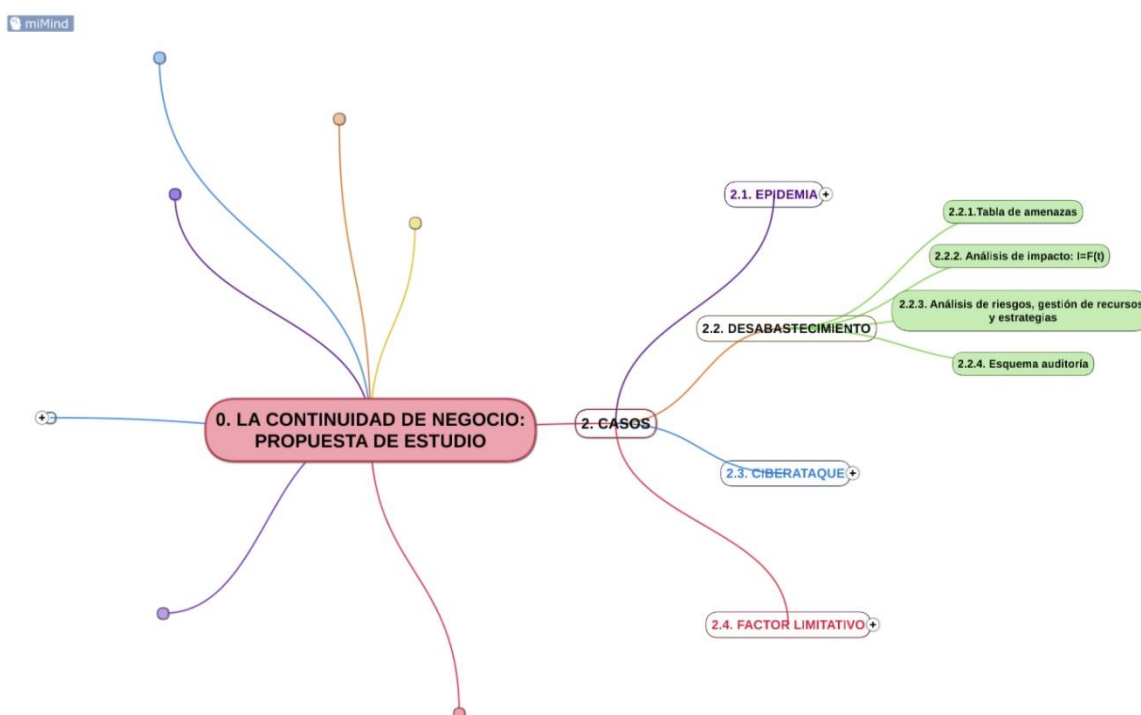 miMind
0. LA CONTINUIDAD DE NEGOCIO:
PROPUESTA DE ESTUDIO
2. CASOS
2.1. EPIDEMIA
2.2. DESABASTECIMIENTO
2.2.1.Tabla de amenazas
2.2.2. Análisis de impacto: I=F(t)
2.2.3. Análisis de riesgos, gestión de recursos
y estrategias
2.2.4. Esquema auditoría
2.3. CIBERATAQUE
2.4. FACTOR LIMITATIVO